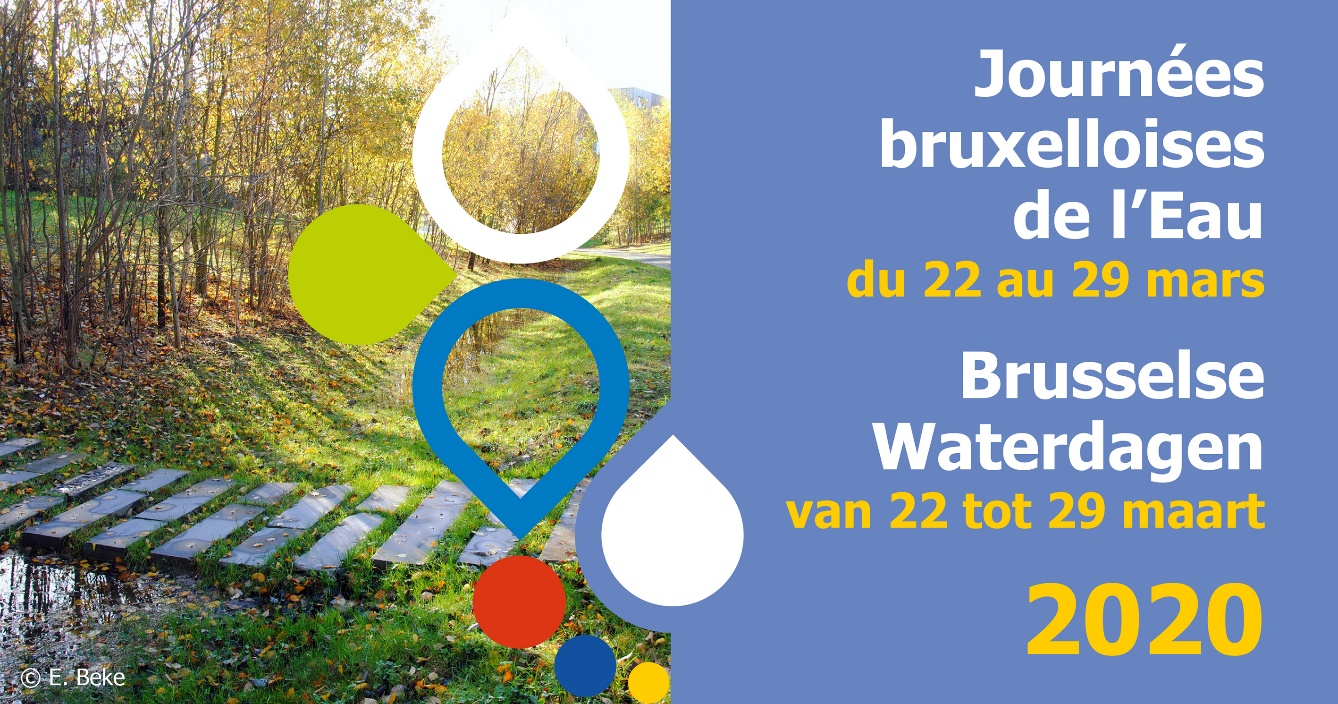 Journées
bruxelloises
de l’Eau
du 22 au 29 mars
Brusselse
Waterdagen
van 22 tot 29 maart
2020
© E. Beke